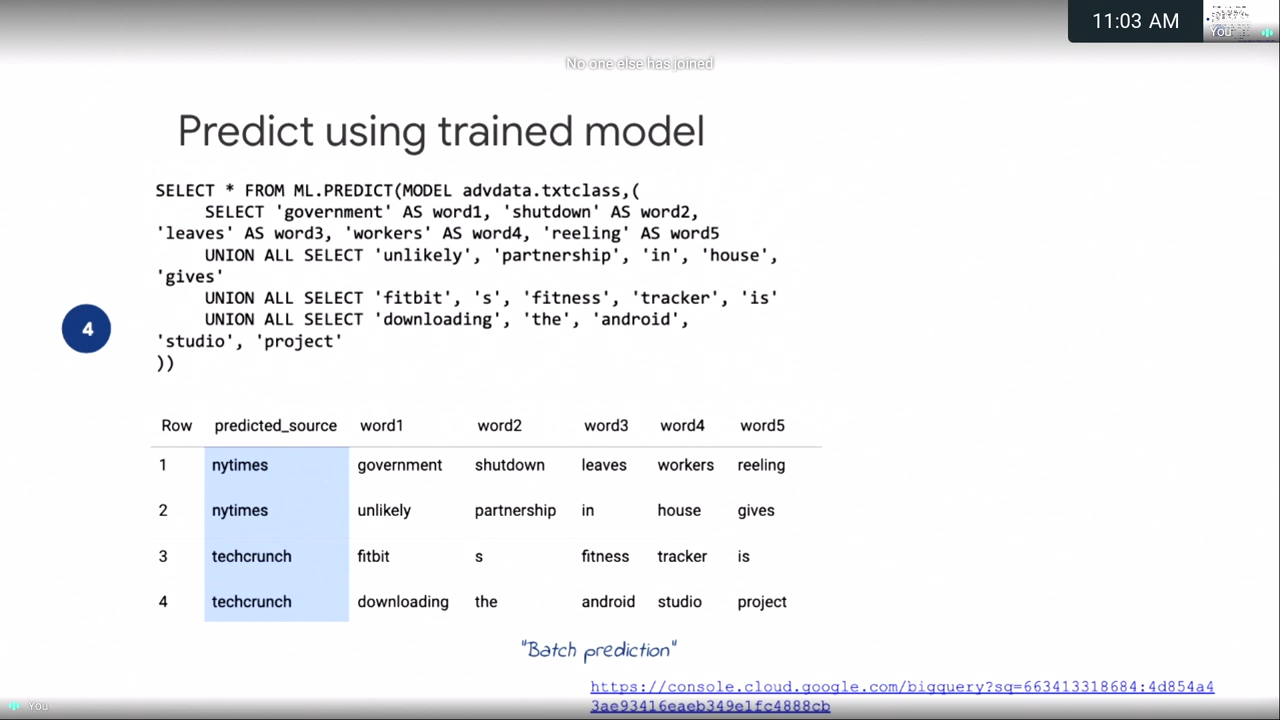 11:03 AM
You
No one else has joined
Predict using trained model
SELECT * FROM ML.PREDICT(MODEL advdata.txtclass,(
SELECT 'government' AS word1, 'shutdown' AS word2,
'leaves' AS word3, 'workers' AS word4, 'reeling' AS word5
UNION ALL SELECT 'unlikely', 'partnership', 'in', 'house',
'gives'
UNION ALL SELECT 'fitbit', 's', 'fitness', 'tracker', 'is'
UNION ALL SELECT 'downloading', 'the', 'android',
'studio', 'project'
))
4
Row predicted_source word1 word2 word3 word4 word5
1 nytimes government shutdown leaves workers reeling
2 nytimes unlikely partnership in house gives
3 techcrunch fitbit s fitness tracker is
4 techcrunch downloading the android studio project
"Batch prediction"
https://console.cloud.google.com/bigquery?sq=663413318684:4d854a4
3ae93416eaeb349e1fc4888cb
You